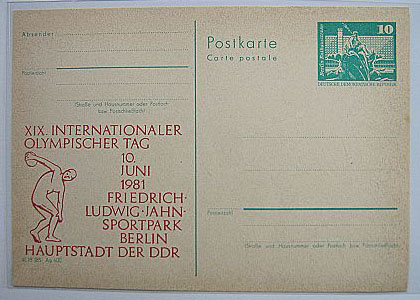 Absender
Postleitzahl
(Straße und Hausnummer oder Postfach
bzw. Postschließfach)
XIX. INTERNATIONALER
OLYMPISCHER TAG
10.
JUNI
1981
FRIEDRICH-
LUDWIG-JAHN-
SPORTPARK
BERLIN
HAUPTSTADT DER DDR
Postkarte
Carte postale
10
DEUTSCHE DEMOKRATISCHE REPUBLIK
Postleitzahl
(Straße und Hausnummer oder Postfach bzw. Postschließfach)